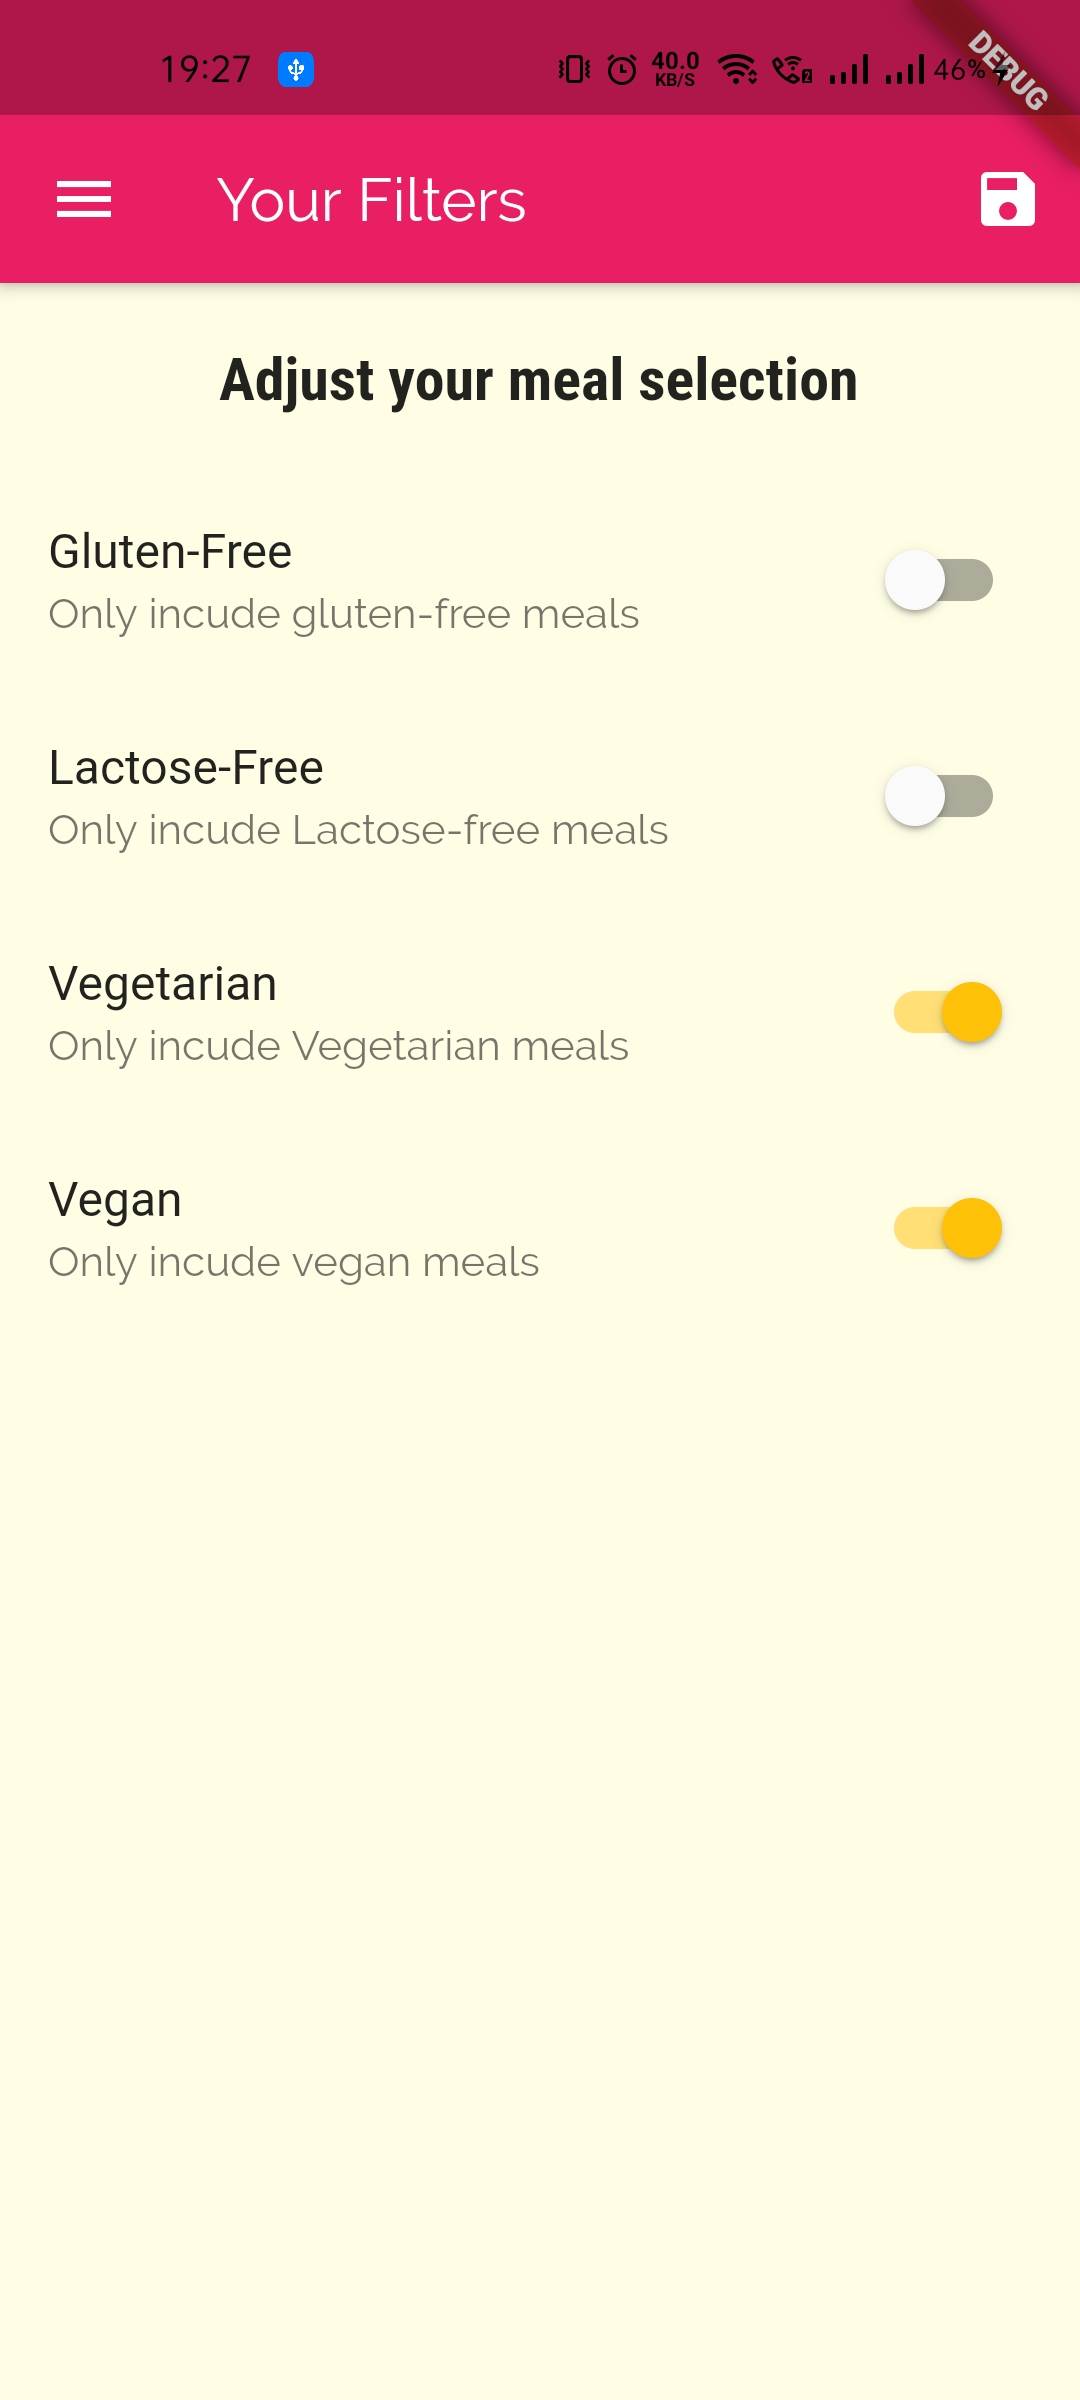 19:27
40.0
KB/S
46%
DEBUG
Your Filters
Adjust your meal selection
Gluten-Free
Only incude gluten-free meals
Lactose-Free
Only incude Lactose-free meals
Vegetarian
Only incude Vegetarian meals
Vegan
Only incude vegan meals